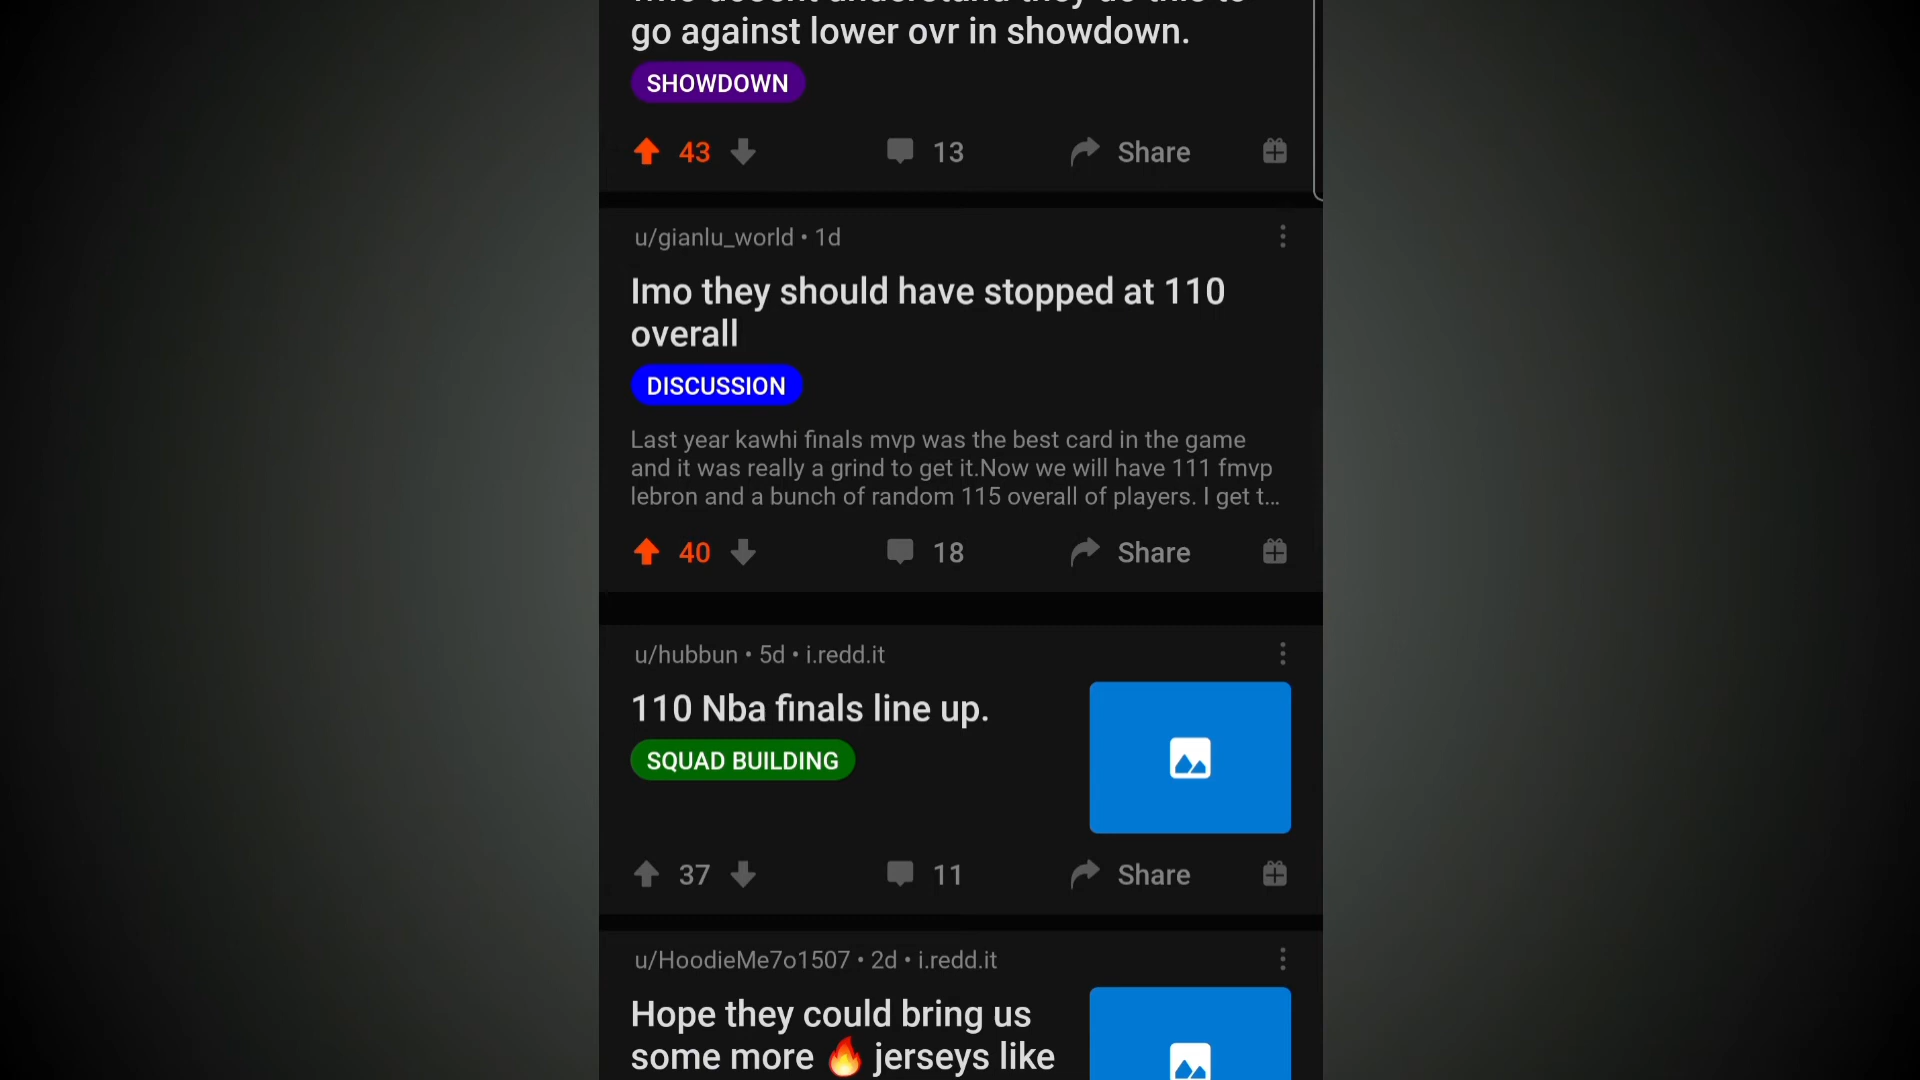 go against lower ovr in showdown.
SHOWDOWN
43
13
Share
u/gianlu_world • 1d
Imo they should have stopped at 110
overall
DISCUSSION
Last year kawhi finals mvp was the best card in the game
and it was really a grind to get it.Now we will have 111 fmvp
lebron and a bunch of random 115 overall of players. I get t...
40
18
Share
u/hubbun • 5d • i.redd.it
110 Nba finals line up.
SQUAD BUILDING
37
11
Share
u/HoodieMe7o1507 • 2d • i.redd.it
Hope they could bring us
some more 🔥 jerseys like